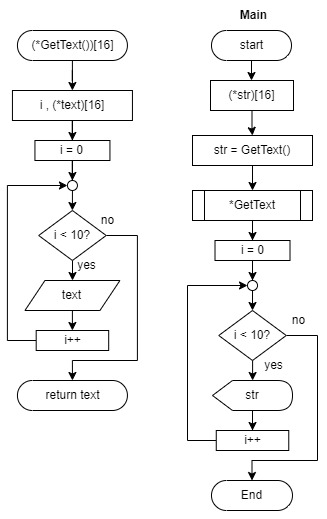 (*GetText())[16]
i , (*text)[16]
i = 0
i < 10?
no
yes
text
i++
return text
Main
start
(*str)[16]
str = GetText()
*GetText
i = 0
i < 10?
no
yes
str
i++
End